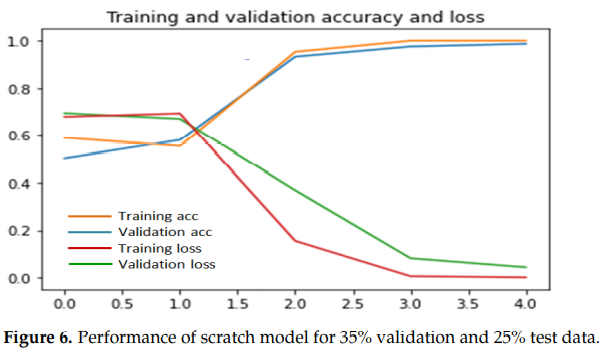 Training and validation accuracy and loss
1.0
0.8
0.6
0.4
0.2
0.0
Training acc
Validation acc
Training loss
Validation loss
0.0 0.5 1.0 1.5 2.0 2.5 3.0 3.5 4.0
Figure 6. Performance of scratch model for 35% validation and 25% test data.